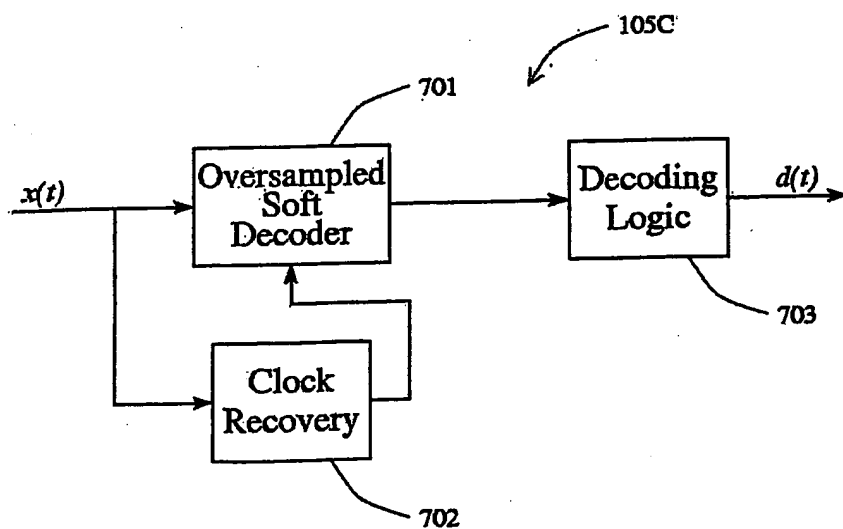 105C
701
x(t)
Oversampled
Soft
Decoder
Decoding
Logic
d(t)
703
Clock
Recovery
702